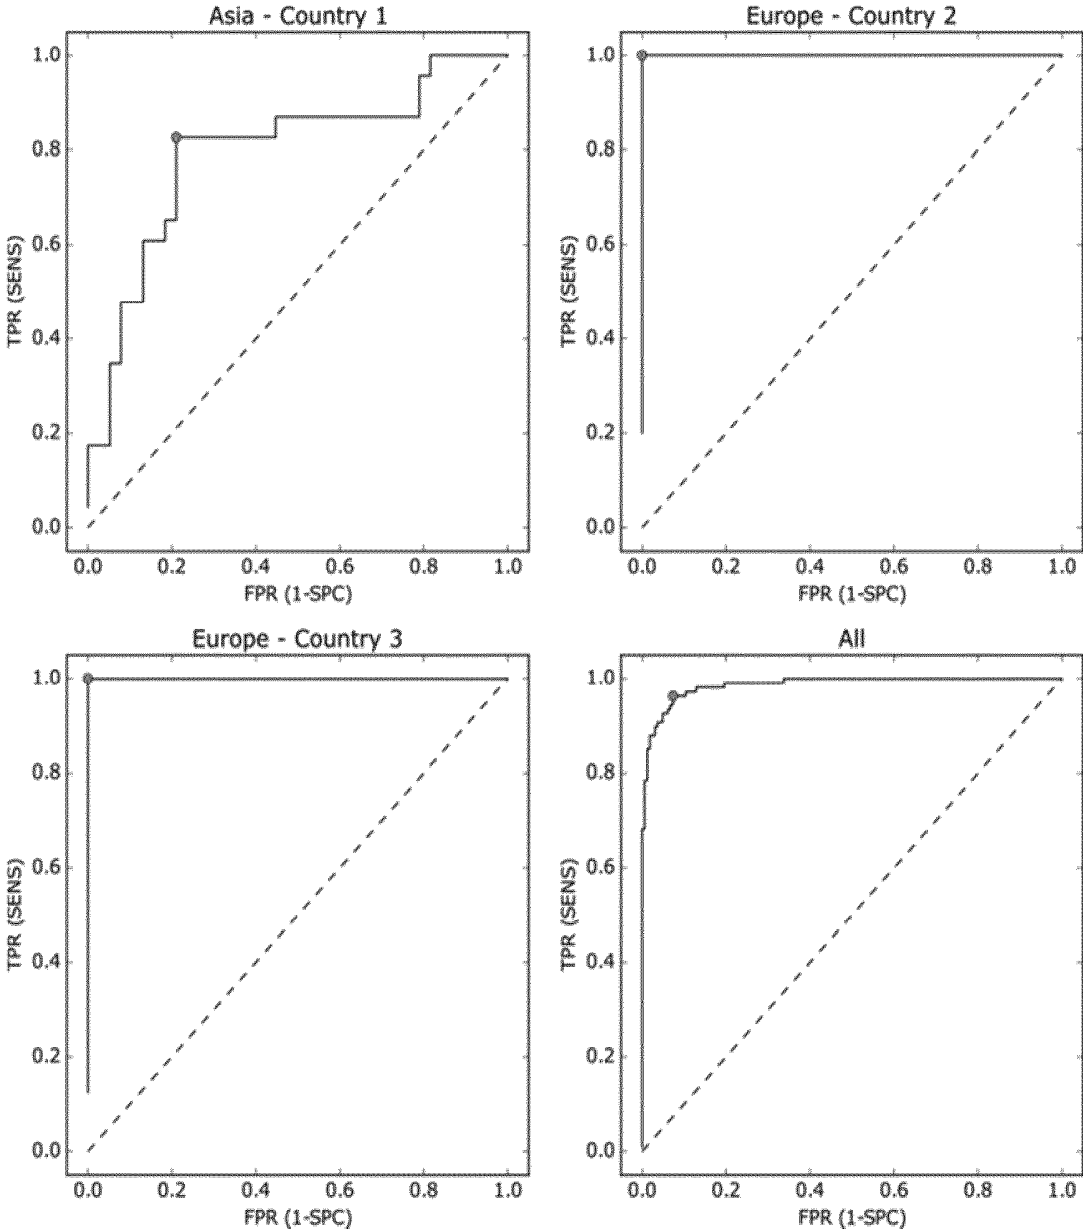 Asia - Country 1
TPR (SENS)
1.0
0.8
0.6
0.4
0.2
0.0
0.0 0.2 0.4 0.6 0.8 1.0
FPR (1-SPC)
Europe - Country 2
TPR (SENS)
1.0
0.8
0.6
0.4
0.2
0.0
0.0 0.2 0.4 0.6 0.8 1.0
FPR (1-SPC)
Europe - Country 3
TPR (SENS)
1.0
0.8
0.6
0.4
0.2
0.0
0.0 0.2 0.4 0.6 0.8 1.0
FPR (1-SPC)
All
TPR (SENS)
1.0
0.8
0.6
0.4
0.2
0.0
0.0 0.2 0.4 0.6 0.8 1.0
FPR (1-SPC)